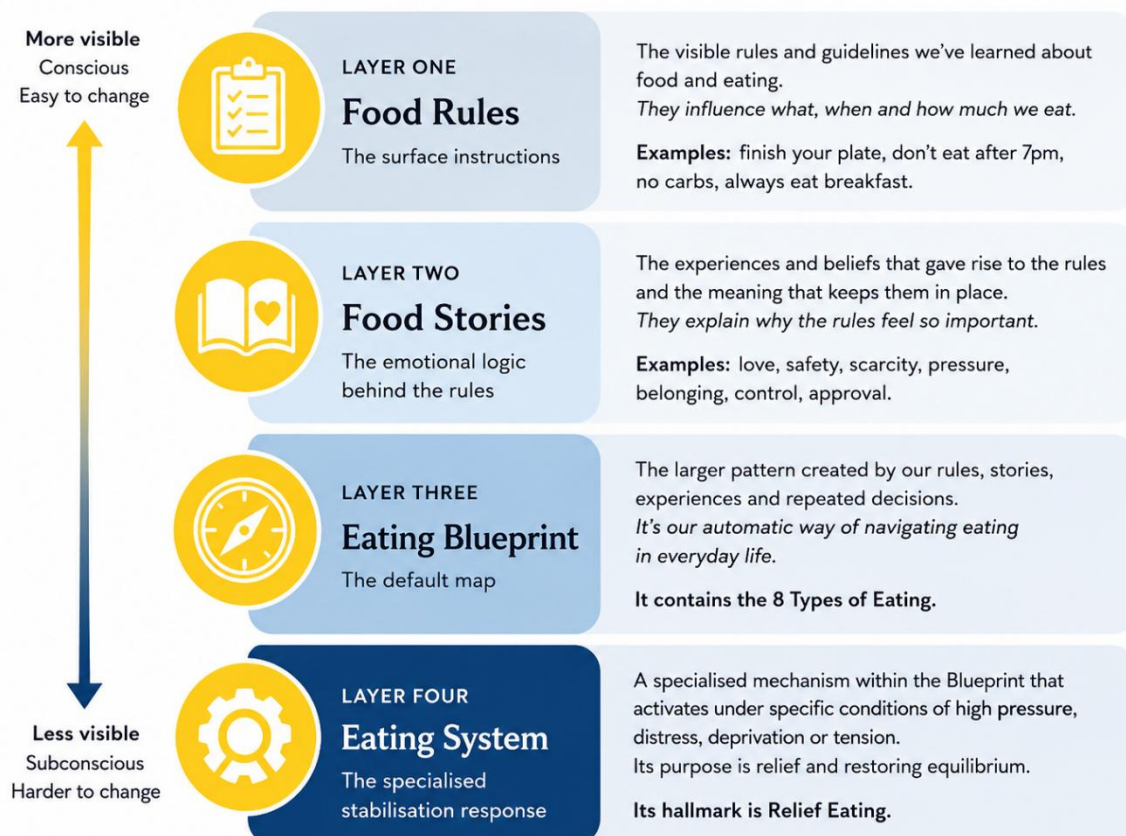 More visible
Conscious
Easy to change
LAYER ONE
Food Rules
The surface instructions
The visible rules and guidelines we've learned about
food and eating.
They influence what, when and how much we eat.
Examples: finish your plate, don't eat after 7pm,
no carbs, always eat breakfast.
LAYER TWO
Food Stories
The emotional logic
behind the rules
The experiences and beliefs that gave rise to the rules
and the meaning that keeps them in place.
They explain why the rules feel so important.
Examples: love, safety, scarcity, pressure,
belonging, control, approval.
LAYER THREE
Eating Blueprint
The default map
The larger pattern created by our rules, stories,
experiences and repeated decisions.
It's our automatic way of navigating eating
in everyday life.
It contains the 8 Types of Eating.
Less visible
Subconscious
Harder to change
LAYER FOUR
Eating System
The specialised
stabilisation response
A specialised mechanism within the Blueprint that
activates under specific conditions of high pressure,
distress, deprivation or tension.
Its purpose is relief and restoring equilibrium.
Its hallmark is Relief Eating.